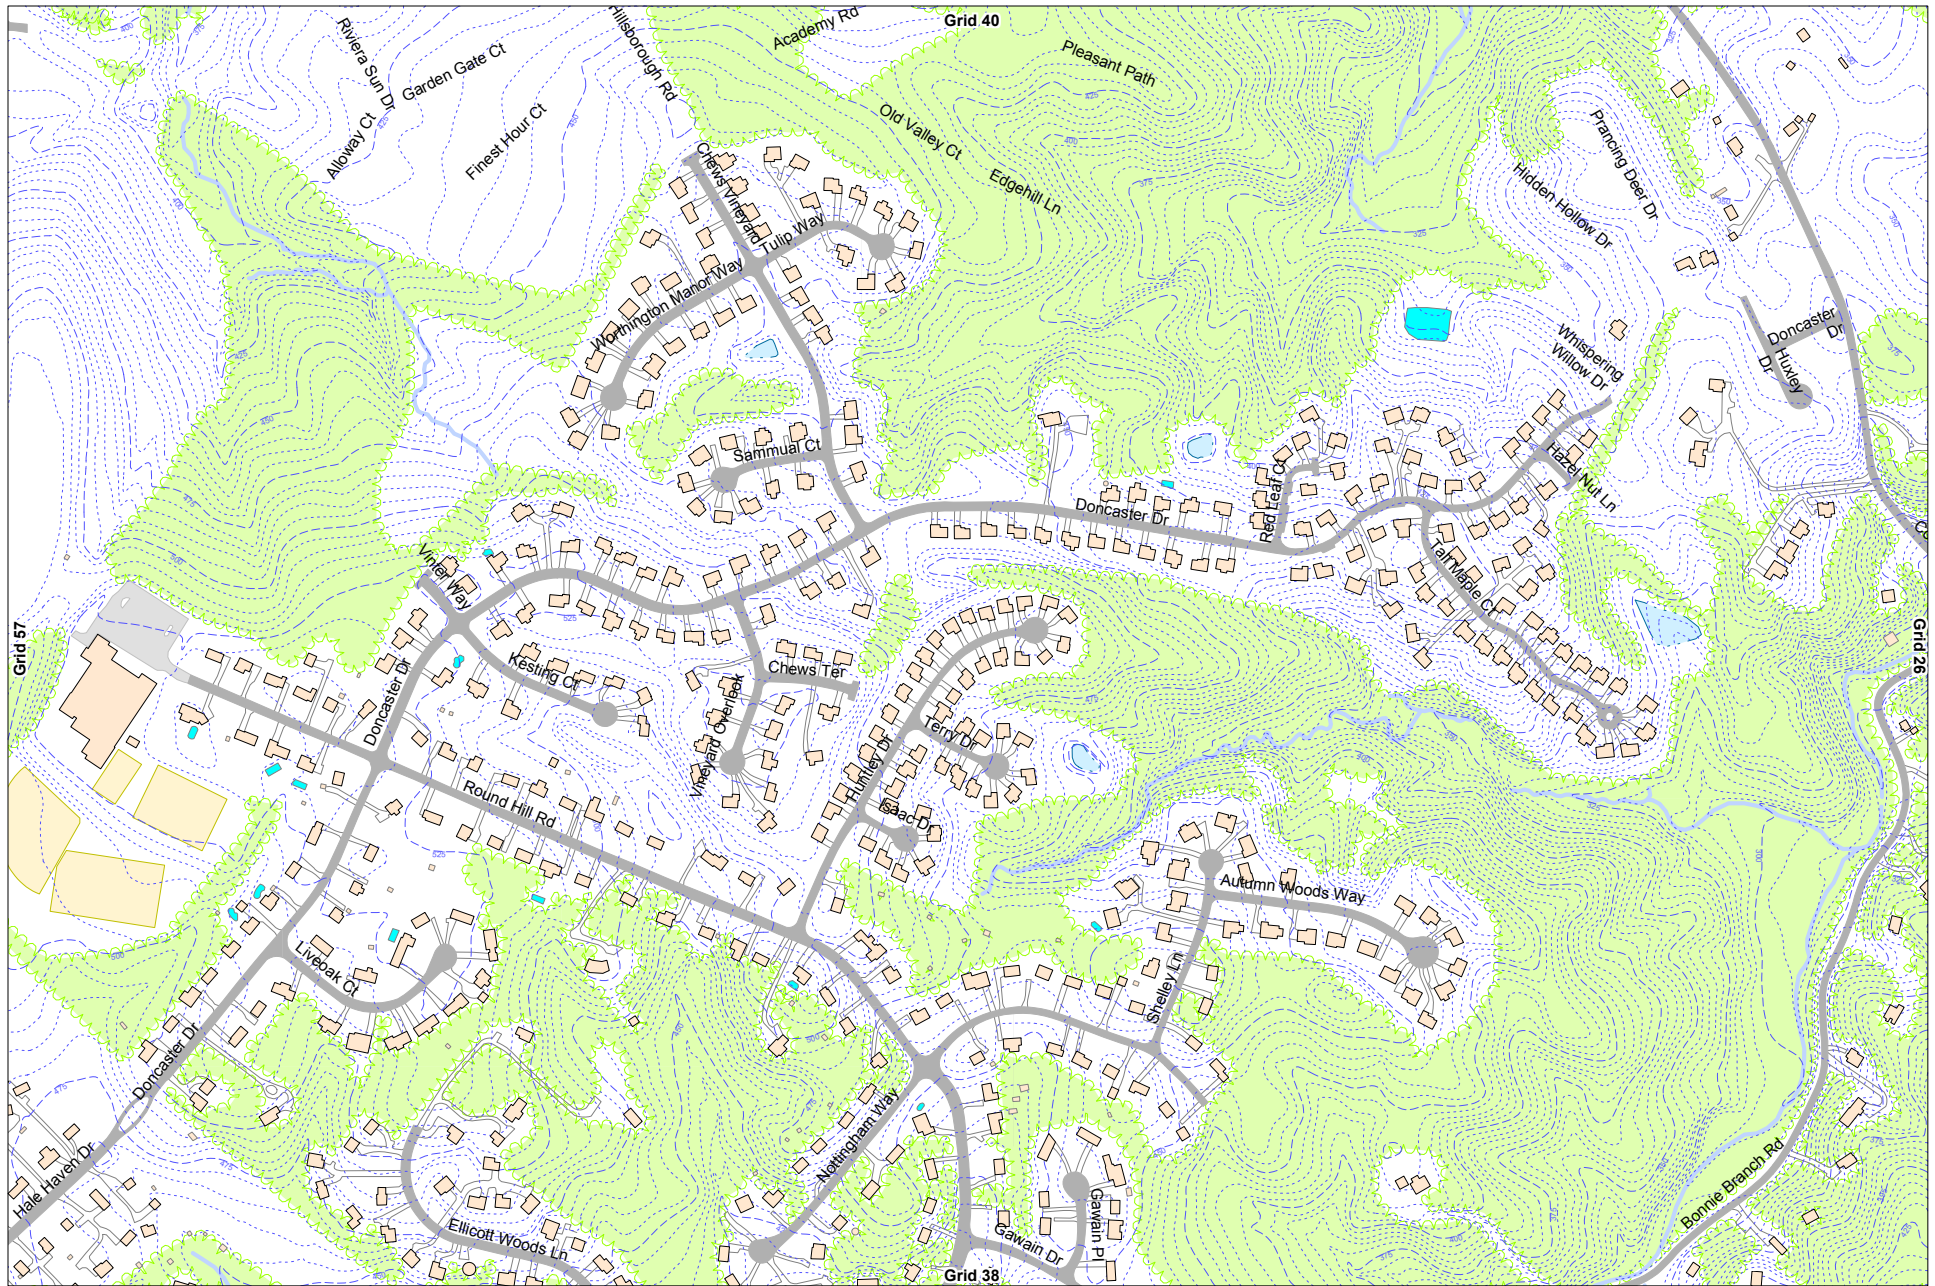 Grid 40
Riviera Sun Dr
Garden Gate Ct
Hillsborough Rd
Academy Rd
Pleasant Path
Alloway Ct
Finest Hour Ct
Old Valley Ct
Edgehill Ln
Prancing Deer Dr
Hidden Hollow Dr
Chews Vineyard
Tulip Way
Worthington Manor Way
Doncaster
Dr
Huxley
Dr
Whispering
Willow Dr
Sammual Ct
Hazel Nut Ln
Red Leaf Ct
Doncaster Dr
Tall Maple Ct
Vinter Way
Grid 57
Grid 26
Kesting Ct
Chews Ter
Doncaster Dr
Vineyard Overlook
Terry Dr
Huntley Dr
Isaac Dr
Round Hill Rd
Autumn Woods Way
Liveoak Ct
Shelley Ln
Doncaster Dr
Nottingham Way
Hale Haven Dr
Bonnie Branch Rd
Gawain Pl
Gawain Dr
Ellicott Woods Ln
Grid 38